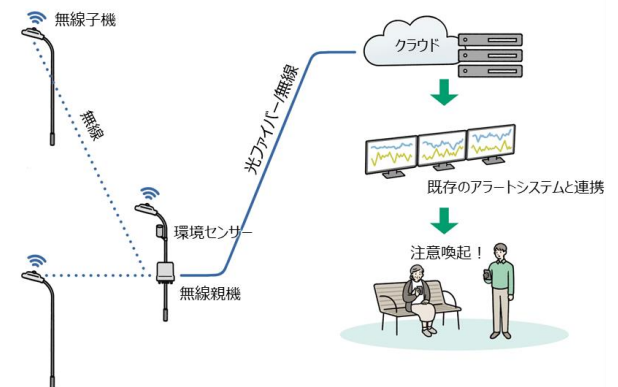 無線子機
クラウド
無線
光ファイバー/無線
既存のアラートシステムと連携
環境センサー
注意喚起！
無線親機